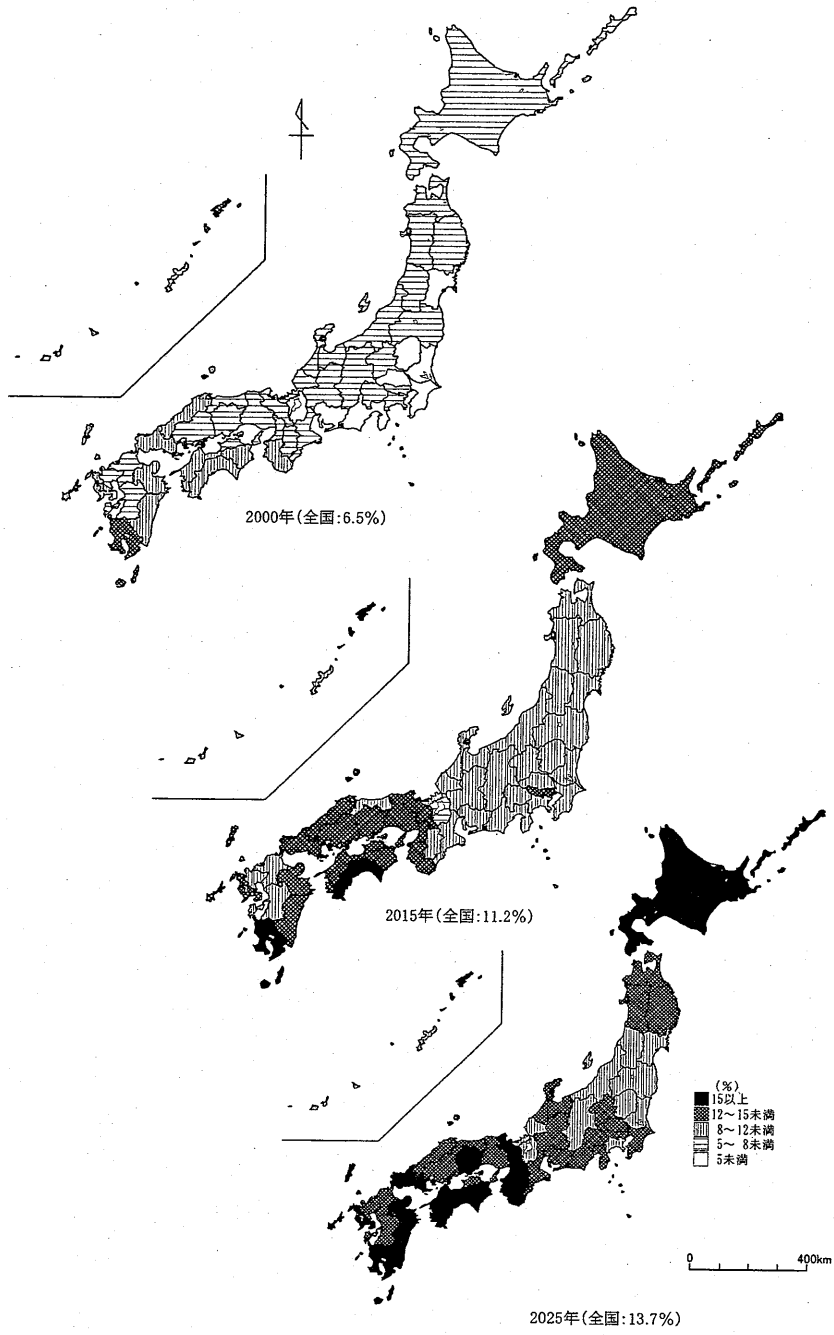 2000年(全国:6.5%)
2015年(全国:11.2%)
(%)
15以上
12～15未満
8～12未満
5～ 8未満
5未満
0 400km
2025年(全国:13.7%)